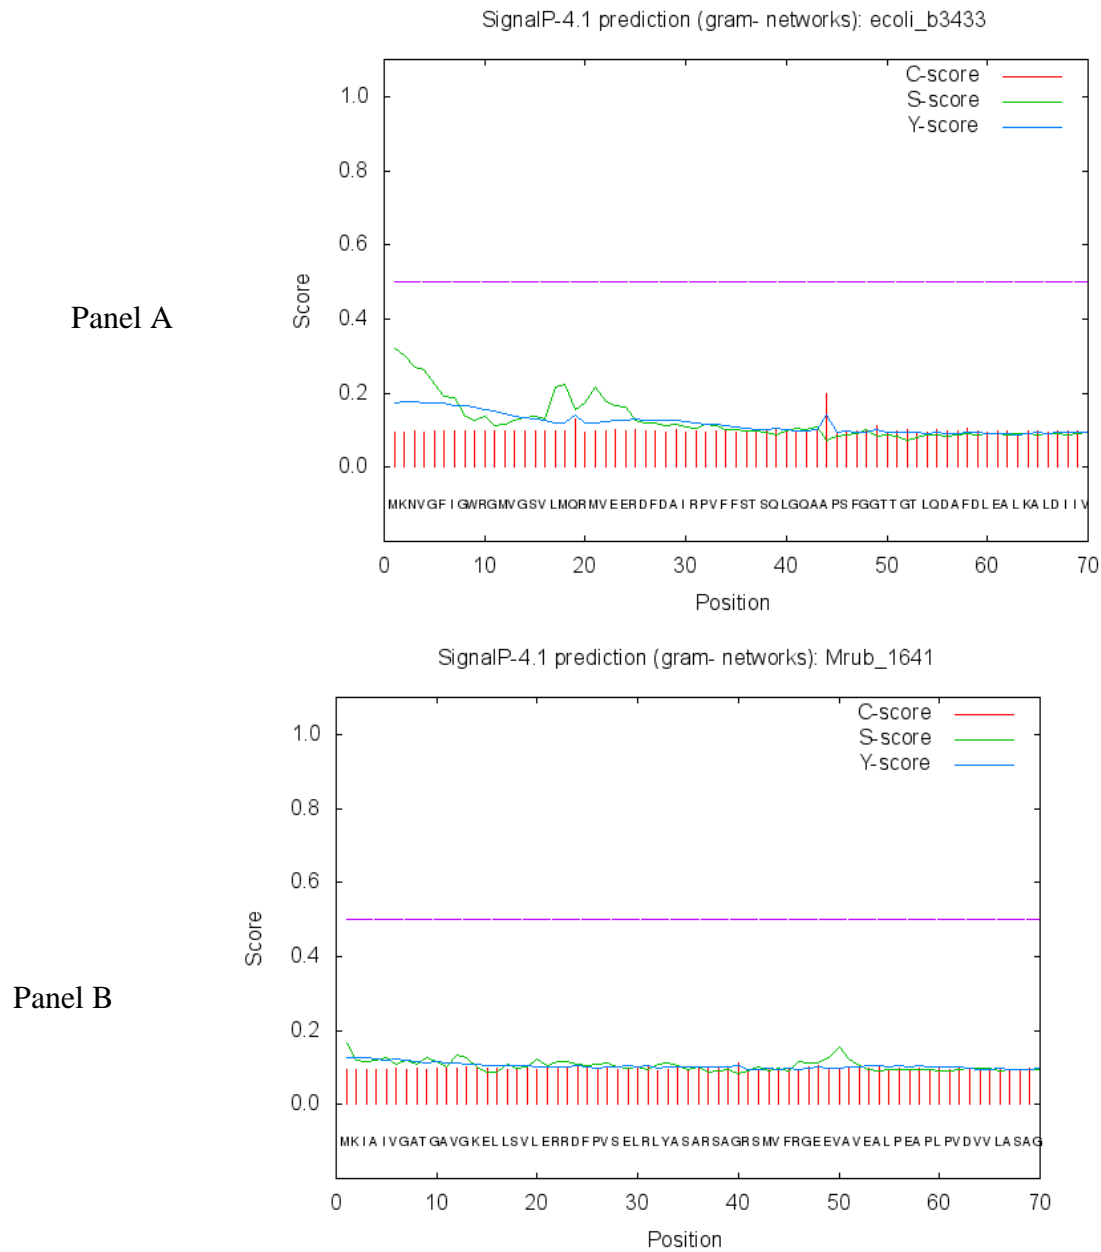 SignalP-4.1 prediction (gram- networks): ecoli_b3433
C-score
S-score
Y-score
1.0
0.8
0.6
0.4
0.2
0.0
Score
Panel A
MKNVGFIGWRGMVGSVLMQRMVEERDFDAIRPVFFSTSQLGQAAPSFGGTTGTLQDAFDLEALKALDIIV
0 10 20 30 40 50 60 70
Position
SignalP-4.1 prediction (gram- networks): Mrub_1641
C-score
S-score
Y-score
1.0
0.8
0.6
0.4
0.2
0.0
Score
Panel B
MKIAIVGATGAVGKELLSVLERRDFPVSELRLYASARSAGRSMVFRGEEVAVEALPEAPLPVDVVLASAG
0 10 20 30 40 50 60 70
Position